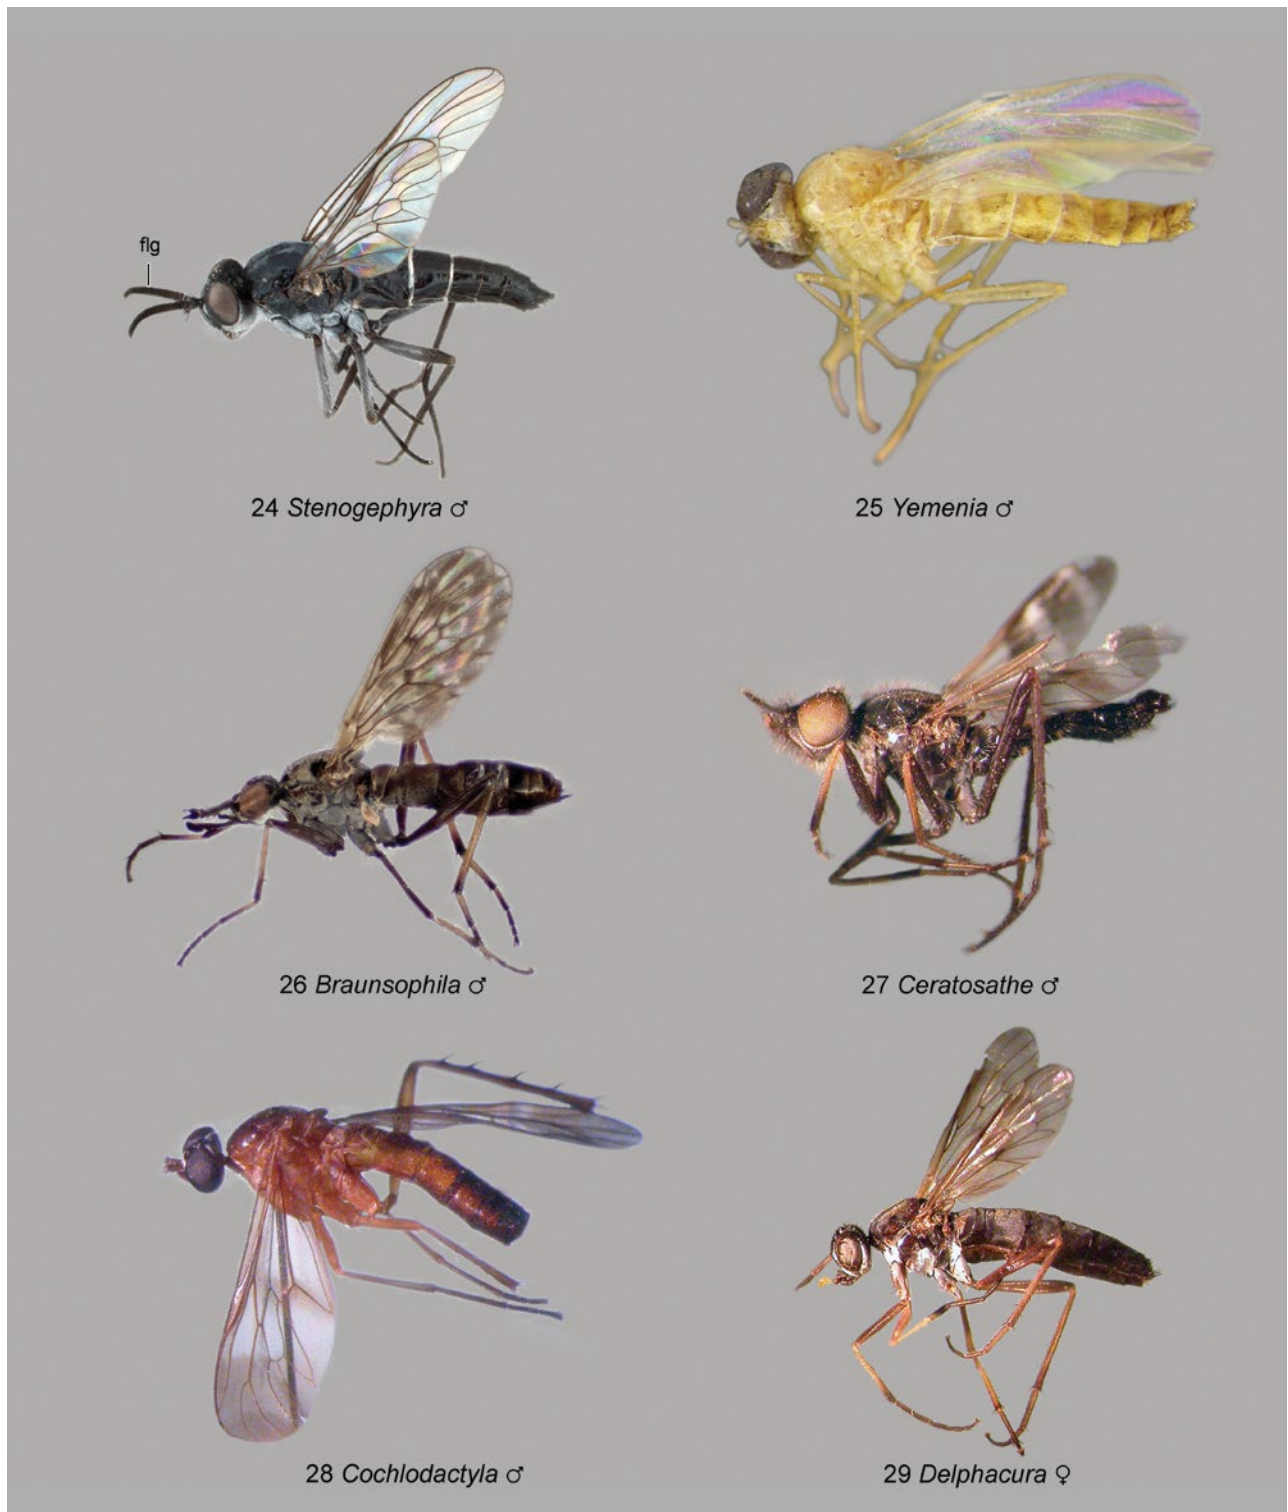 flg
24 Stenogephyra ♂
25 Yemenia ♂
26 Braunsophila ♂
27 Ceratosathe ♂
28 Cochlodactyla ♂
29 Delphacura ♀